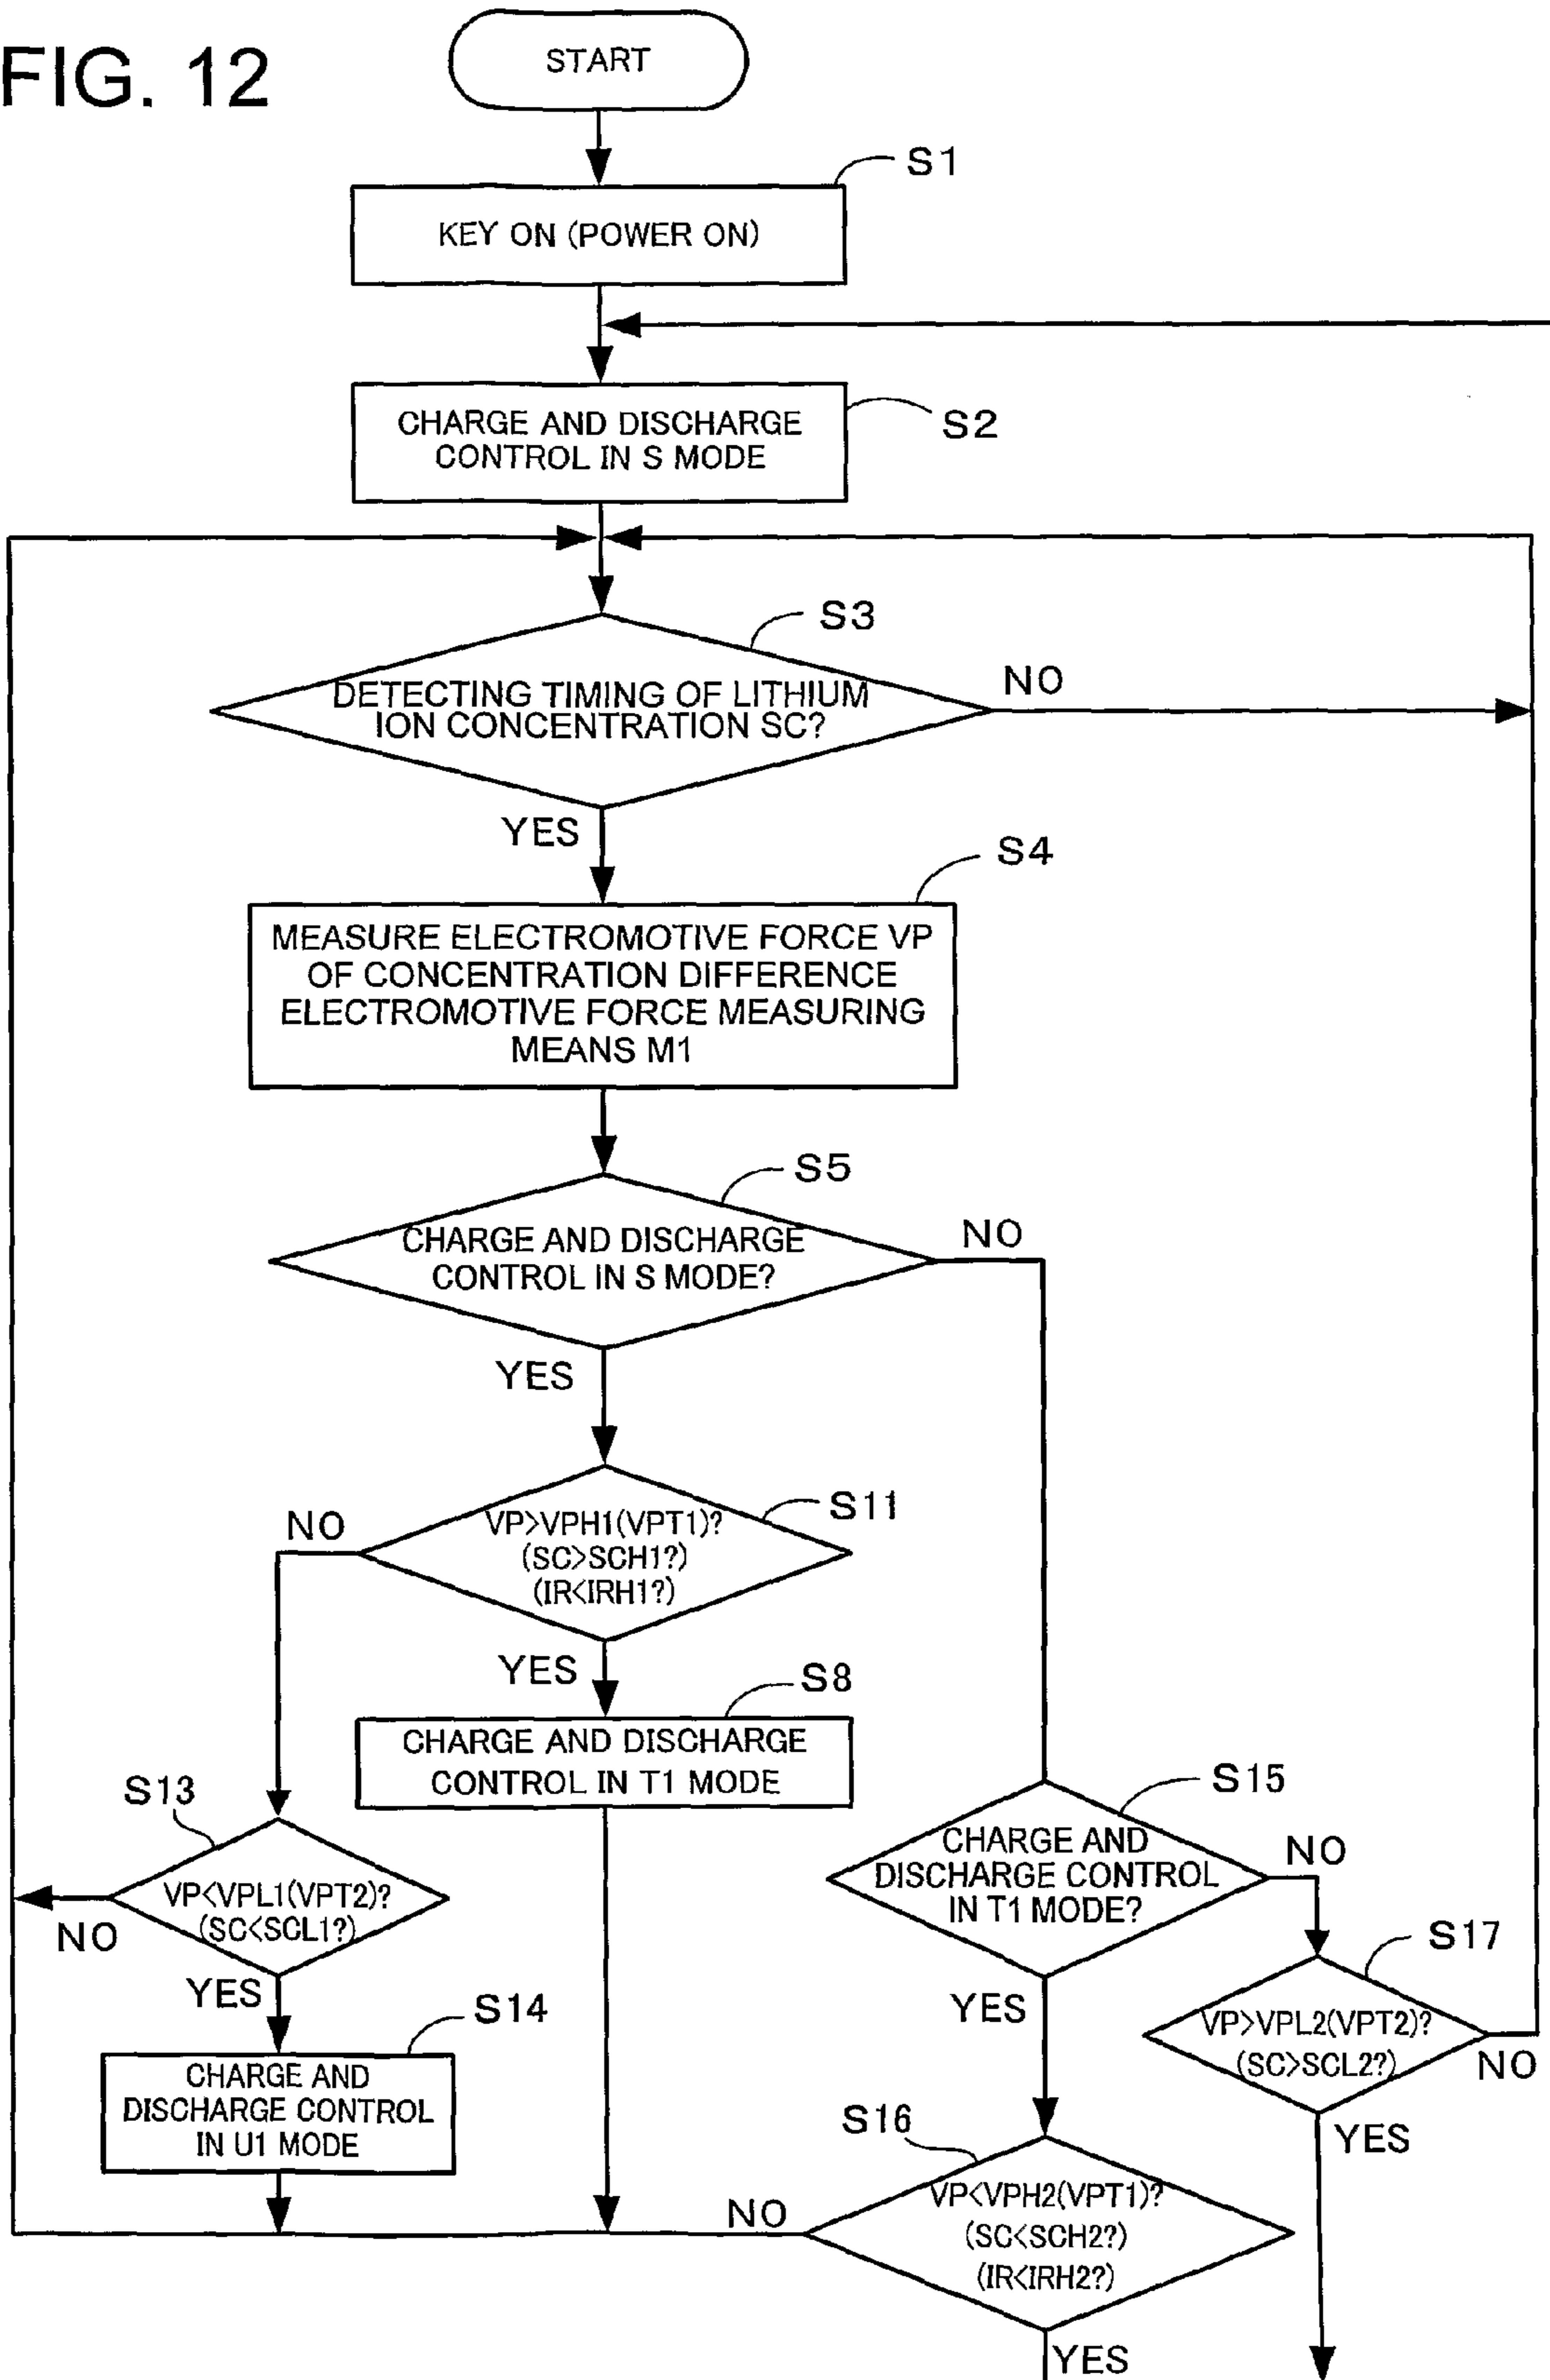 FIG. 12
START
S1
KEY ON (POWER ON)
CHARGE AND DISCHARGE
CONTROL IN S MODE
S2
S3
DETECTING TIMING OF LITHIUM
ION CONCENTRATION SC?
NO
YES
S4
MEASURE ELECTROMOTIVE FORCE VP
OF CONCENTRATION DIFFERENCE
ELECTROMOTIVE FORCE MEASURING
MEANS M1
S5
CHARGE AND DISCHARGE
CONTROL IN S MODE?
NO
YES
S11
NO
VP>VPH1(VPT1)?
(SC>SCH1?)
(IR<IRH1?)
YES
S8
CHARGE AND DISCHARGE
CONTROL IN T1 MODE
S13
VP<VPL1(VPT2)?
(SC<SCL1?)
NO
YES
S14
CHARGE AND
DISCHARGE CONTROL
IN U1 MODE
S15
CHARGE AND
DISCHARGE CONTROL
IN T1 MODE?
NO
YES
S17
VP>VPL2(VPT2)?
(SC>SCL2?)
NO
YES
S16
NO
VP<VPH2(VPT1)?
(SC<SCH2?)
(IR<IRH2?)
YES